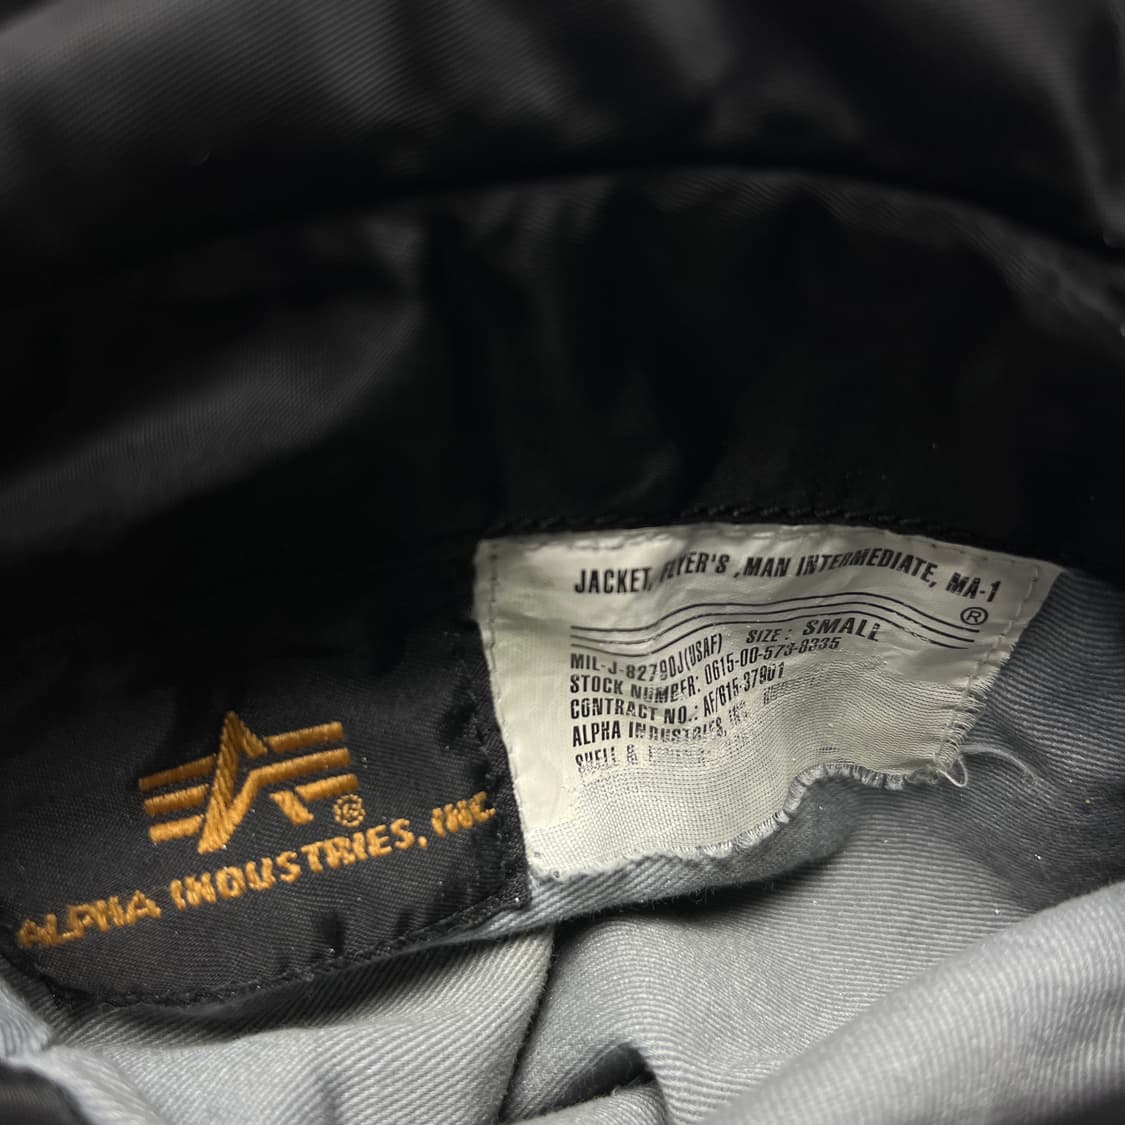 ALPHA INDUSTRIES, INC.
JACKET, FLYER'S ,MAN INTERMEDIATE, MA-1
®
MIL-J-82790J(USAF) SIZE: SMALL
STOCK NUMBER: 0615-00-573-8335
CONTRACT NO.: AF/615-37901
ALPHA INDUSTRIES, INC.
SHELL &